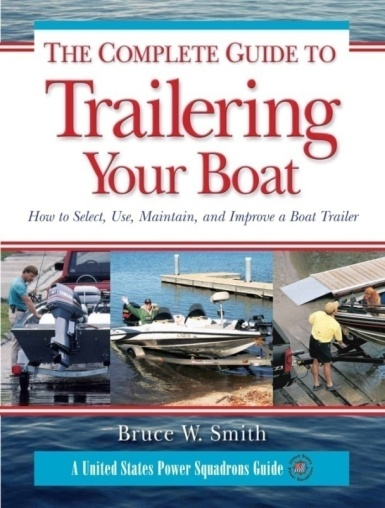 THE COMPLETE GUIDE TO
Trailering
YOUR BOAT
How to Select, Use, Maintain, and Improve a Boat Trailer
BRUCE W. SMITH
A United States Power Squadrons Guide